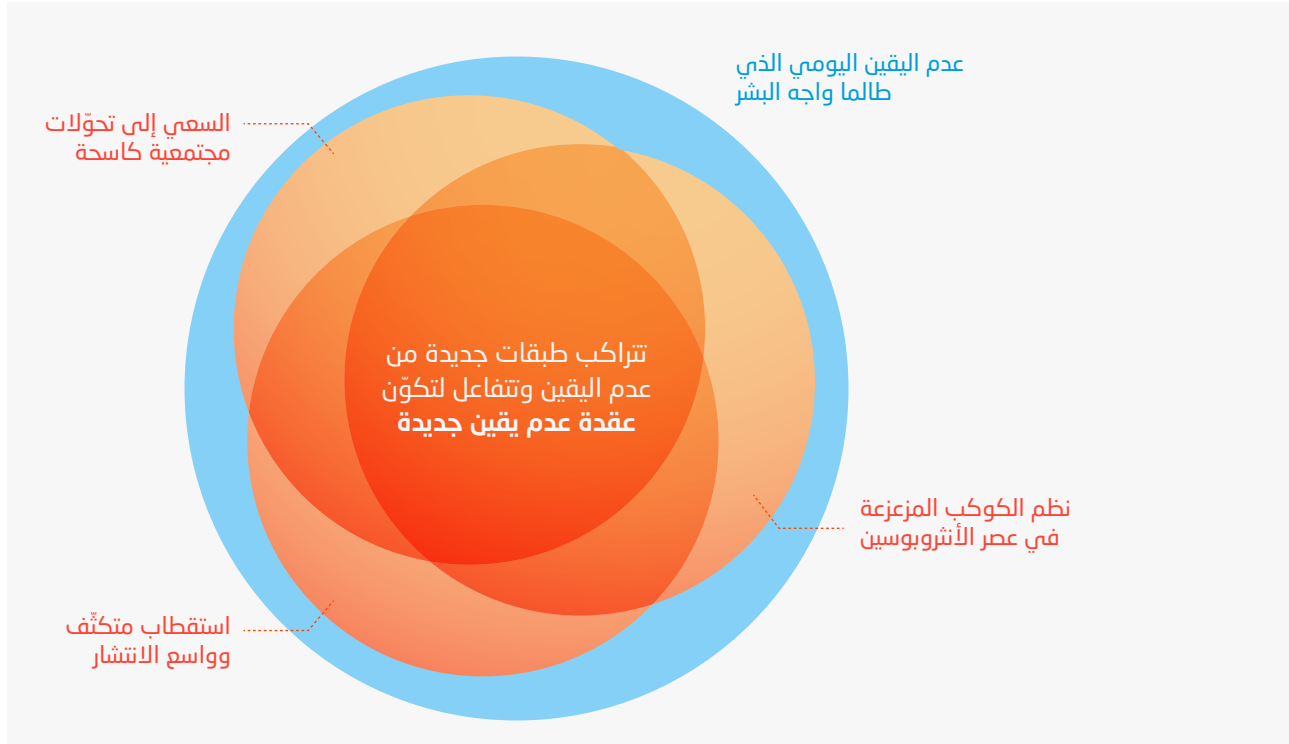 عدم اليقين اليومي الذي
طالما واجه البشر
السعي إلى تحوّلات
مجتمعية كاسحة
تتراكب طبقات جديدة من
عدم اليقين وتتفاعل لتكوّن
عقدة عدم يقين جديدة
نظم الكوكب المزعزعة
في عصر الأنثروبوسين
استقطاب متكثّف
وواسع الانتشار